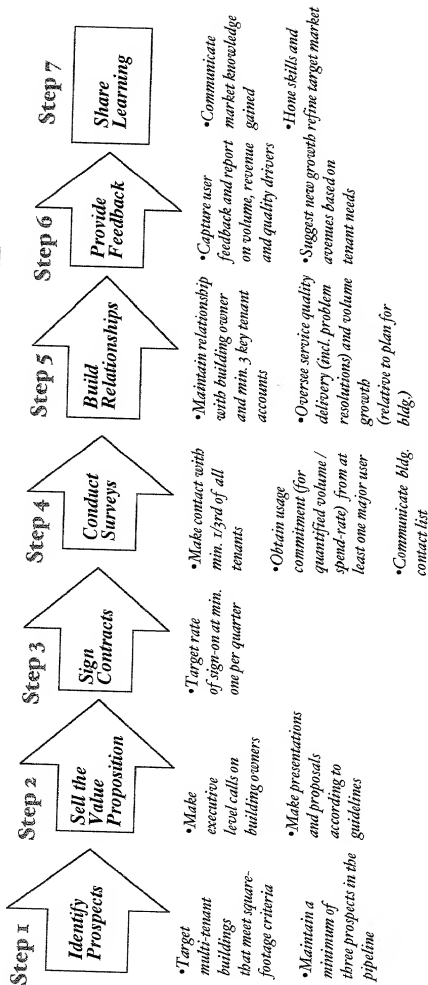 Step 1
Identify
Prospects
•Target
multi-tenant
buildings
that meet square-
footage criteria
•Maintain a
minimum of
three prospects in the
pipeline
Step 2
Sell the
Value
Proposition
•Make
executive
level calls on
building owners
•Make presentations
and proposals
according to
guidelines
Step 3
Sign
Contracts
•Target rate
of sign-on at min.
one per quarter
Step 4
Conduct
Surveys
•Make contact with
min. 1/3rd of all
tenants
•Obtain usage
commitment (for
quantified volume/
spend-rate) from at
least one major user
•Communicate bldg.
contact list
Step 5
Build
Relationships
•Maintain relationship
with building owner
and min. 3 key tenant
accounts
•Oversee service quality
delivery (incl. problem
resolutions) and volume
growth
(relative to plan for
bldg.)
Step 6
Provide
Feedback
•Capture user
feedback and report
on volume, revenue
and quality drivers
•Suggest new growth
avenues based on
tenant needs
Step 7
Share
Learning
•Communicate
market knowledge
gained
•Hone skills and
refine target market